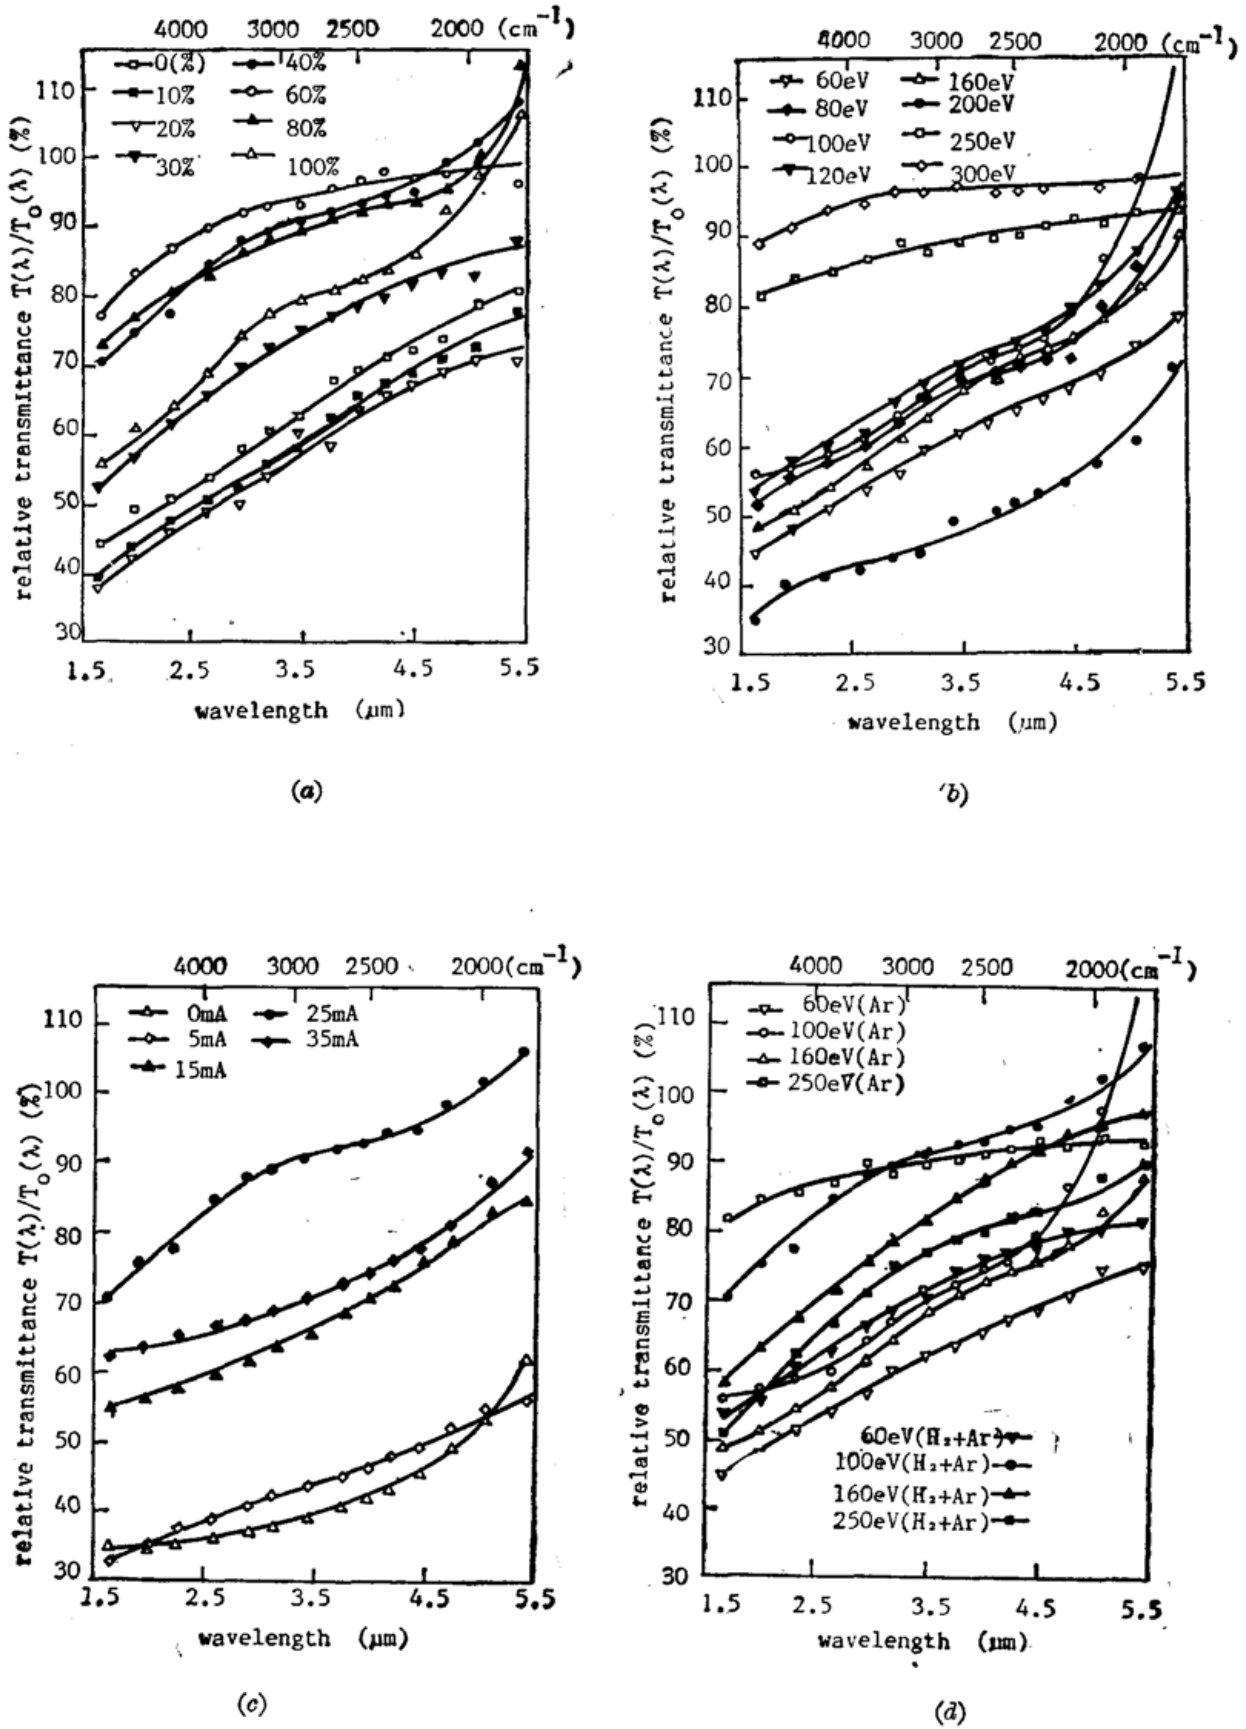 4000 3000 2500 2000 (cm⁻¹)
0(%) 40%
10% 60%
20% 80%
30% 100%
110
100
90
80
70
60
50
40
30
relative transmittance T(λ)/T₀(λ) (%)
1.5 2.5 3.5 4.5 5.5
wavelength (μm)
(a)
4000 3000 2500 2000 (cm⁻¹)
60eV 160eV
80eV 200eV
100eV 250eV
120eV 300eV
110
100
90
80
70
60
50
40
30
relative transmittance T(λ)/T₀(λ) (%)
1.5 2.5 3.5 4.5 5.5
wavelength (μm)
(b)
4000 3000 2500 2000(cm⁻¹)
0mA 25mA
5mA 35mA
15mA
110
100
90
80
70
60
50
40
30
relative transmittance T(λ)/T₀(λ) (%)
1.5 2.5 3.5 4.5 5.5
wavelength (μm)
(c)
4000 3000 2500 2000(cm⁻¹)
60eV(Ar)
100eV(Ar)
160eV(Ar)
250eV(Ar)
110
100
90
80
70
60
50
40
30
relative transmittance T(λ)/T₀(λ) (%)
60eV(H₂+Ar)
100eV(H₂+Ar)
160eV(H₂+Ar)
250eV(H₂+Ar)
1.5 2.5 3.5 4.5 5.5
wavelength (μm)
(d)